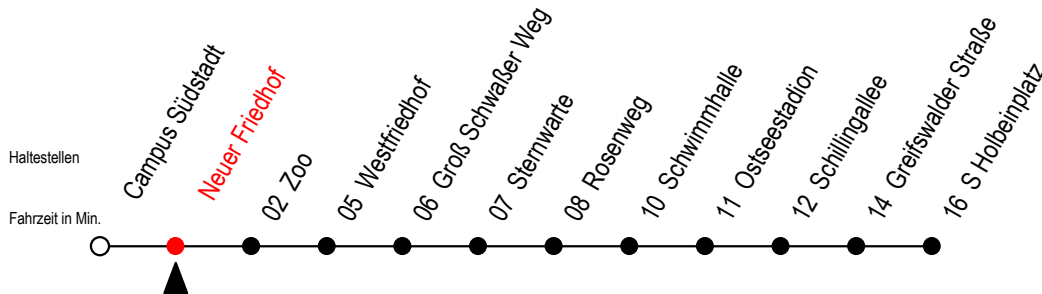 Haltestellen
Fahrzeit in Min.
Campus Südstadt
Neuer Friedhof
02 Zoo
05 Westfriedhof
06 Groß Schwaßer Weg
07 Sternwarte
08 Rosenweg
10 Schwimmhalle
11 Ostseestadion
12 Schillingallee
14 Greifswalder Straße
16 S Holbeinplatz